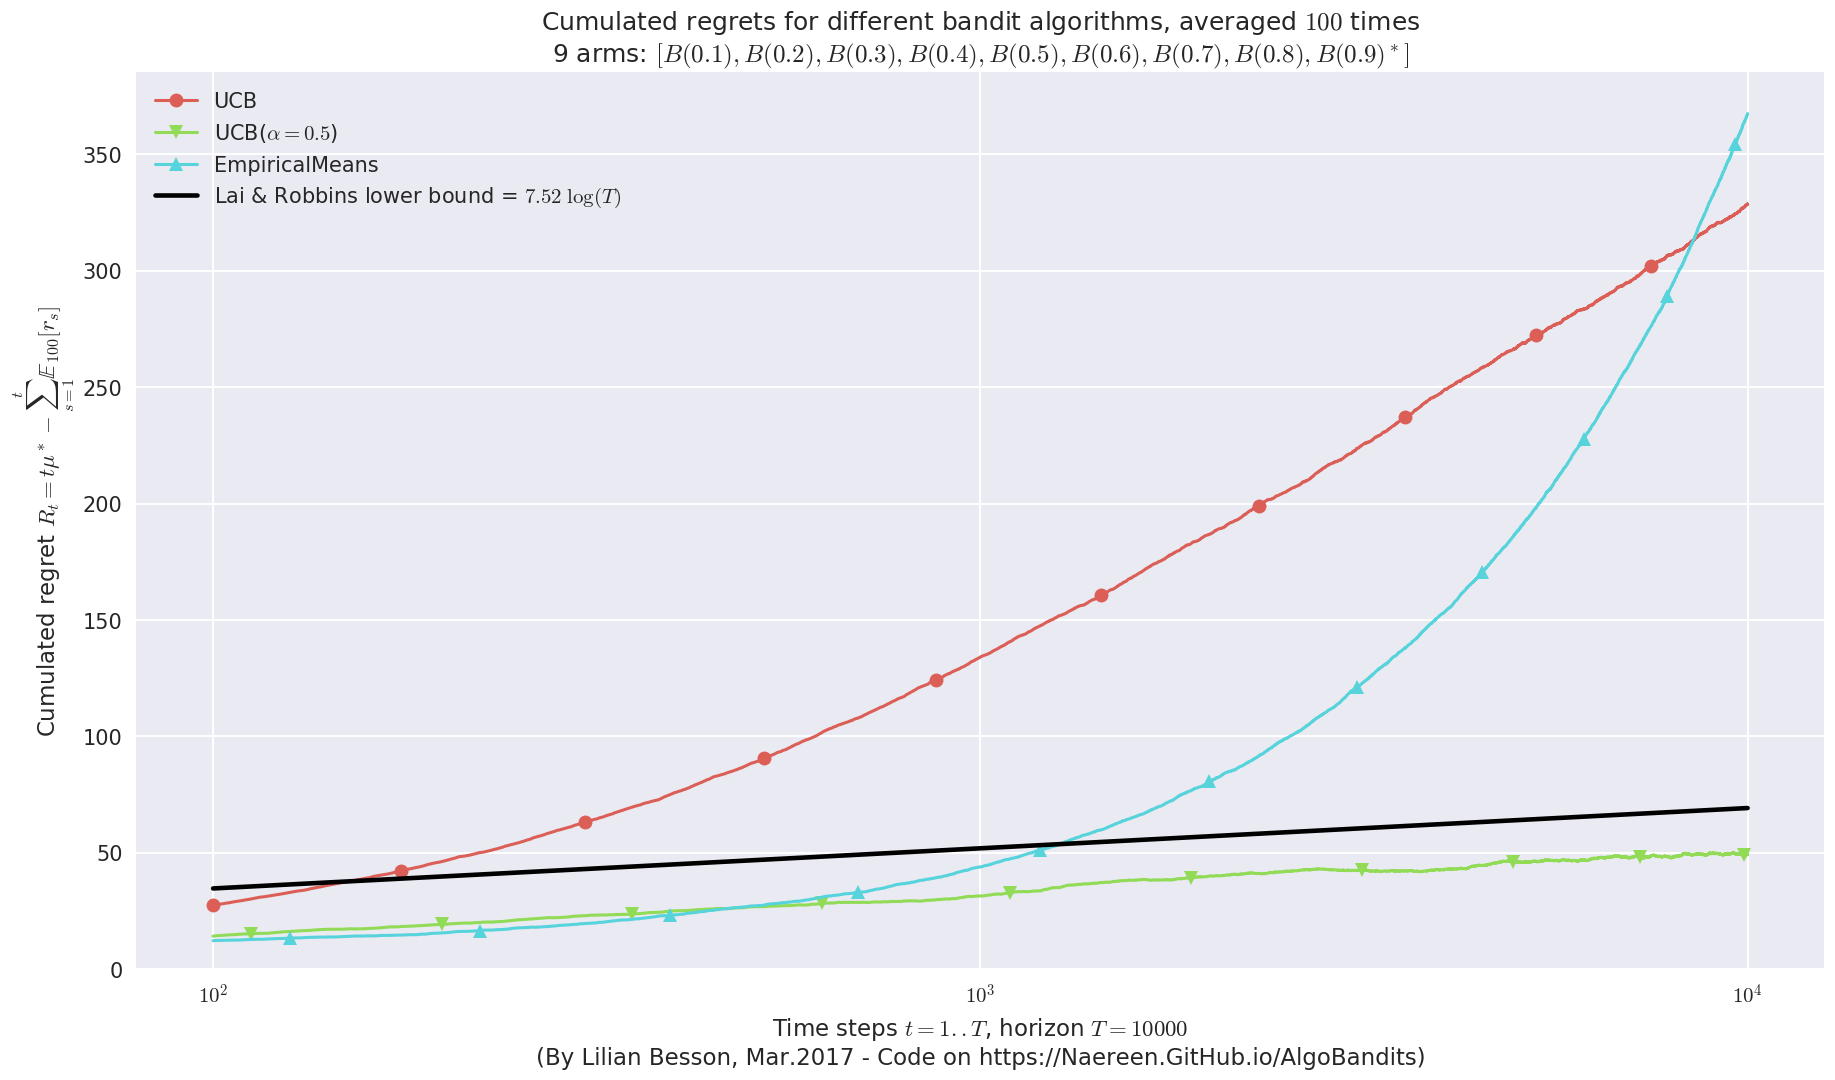 Cumulated regrets for different bandit algorithms, averaged 100 times
9 arms: [B(0.1), B(0.2), B(0.3), B(0.4), B(0.5), B(0.6), B(0.7), B(0.8), B(0.9)*]
UCB
UCB(α = 0.5)
EmpiricalMeans
Lai & Robbins lower bound = 7.52 log(T)
Cumulated regret R_t = tμ* − ∑_{s=1}^{t} 𝔼_{100}[r_s]
350
300
250
200
150
100
50
0
10² 10³ 10⁴
Time steps t = 1..T, horizon T = 10000
(By Lilian Besson, Mar.2017 - Code on https://Naereen.GitHub.io/AlgoBandits)